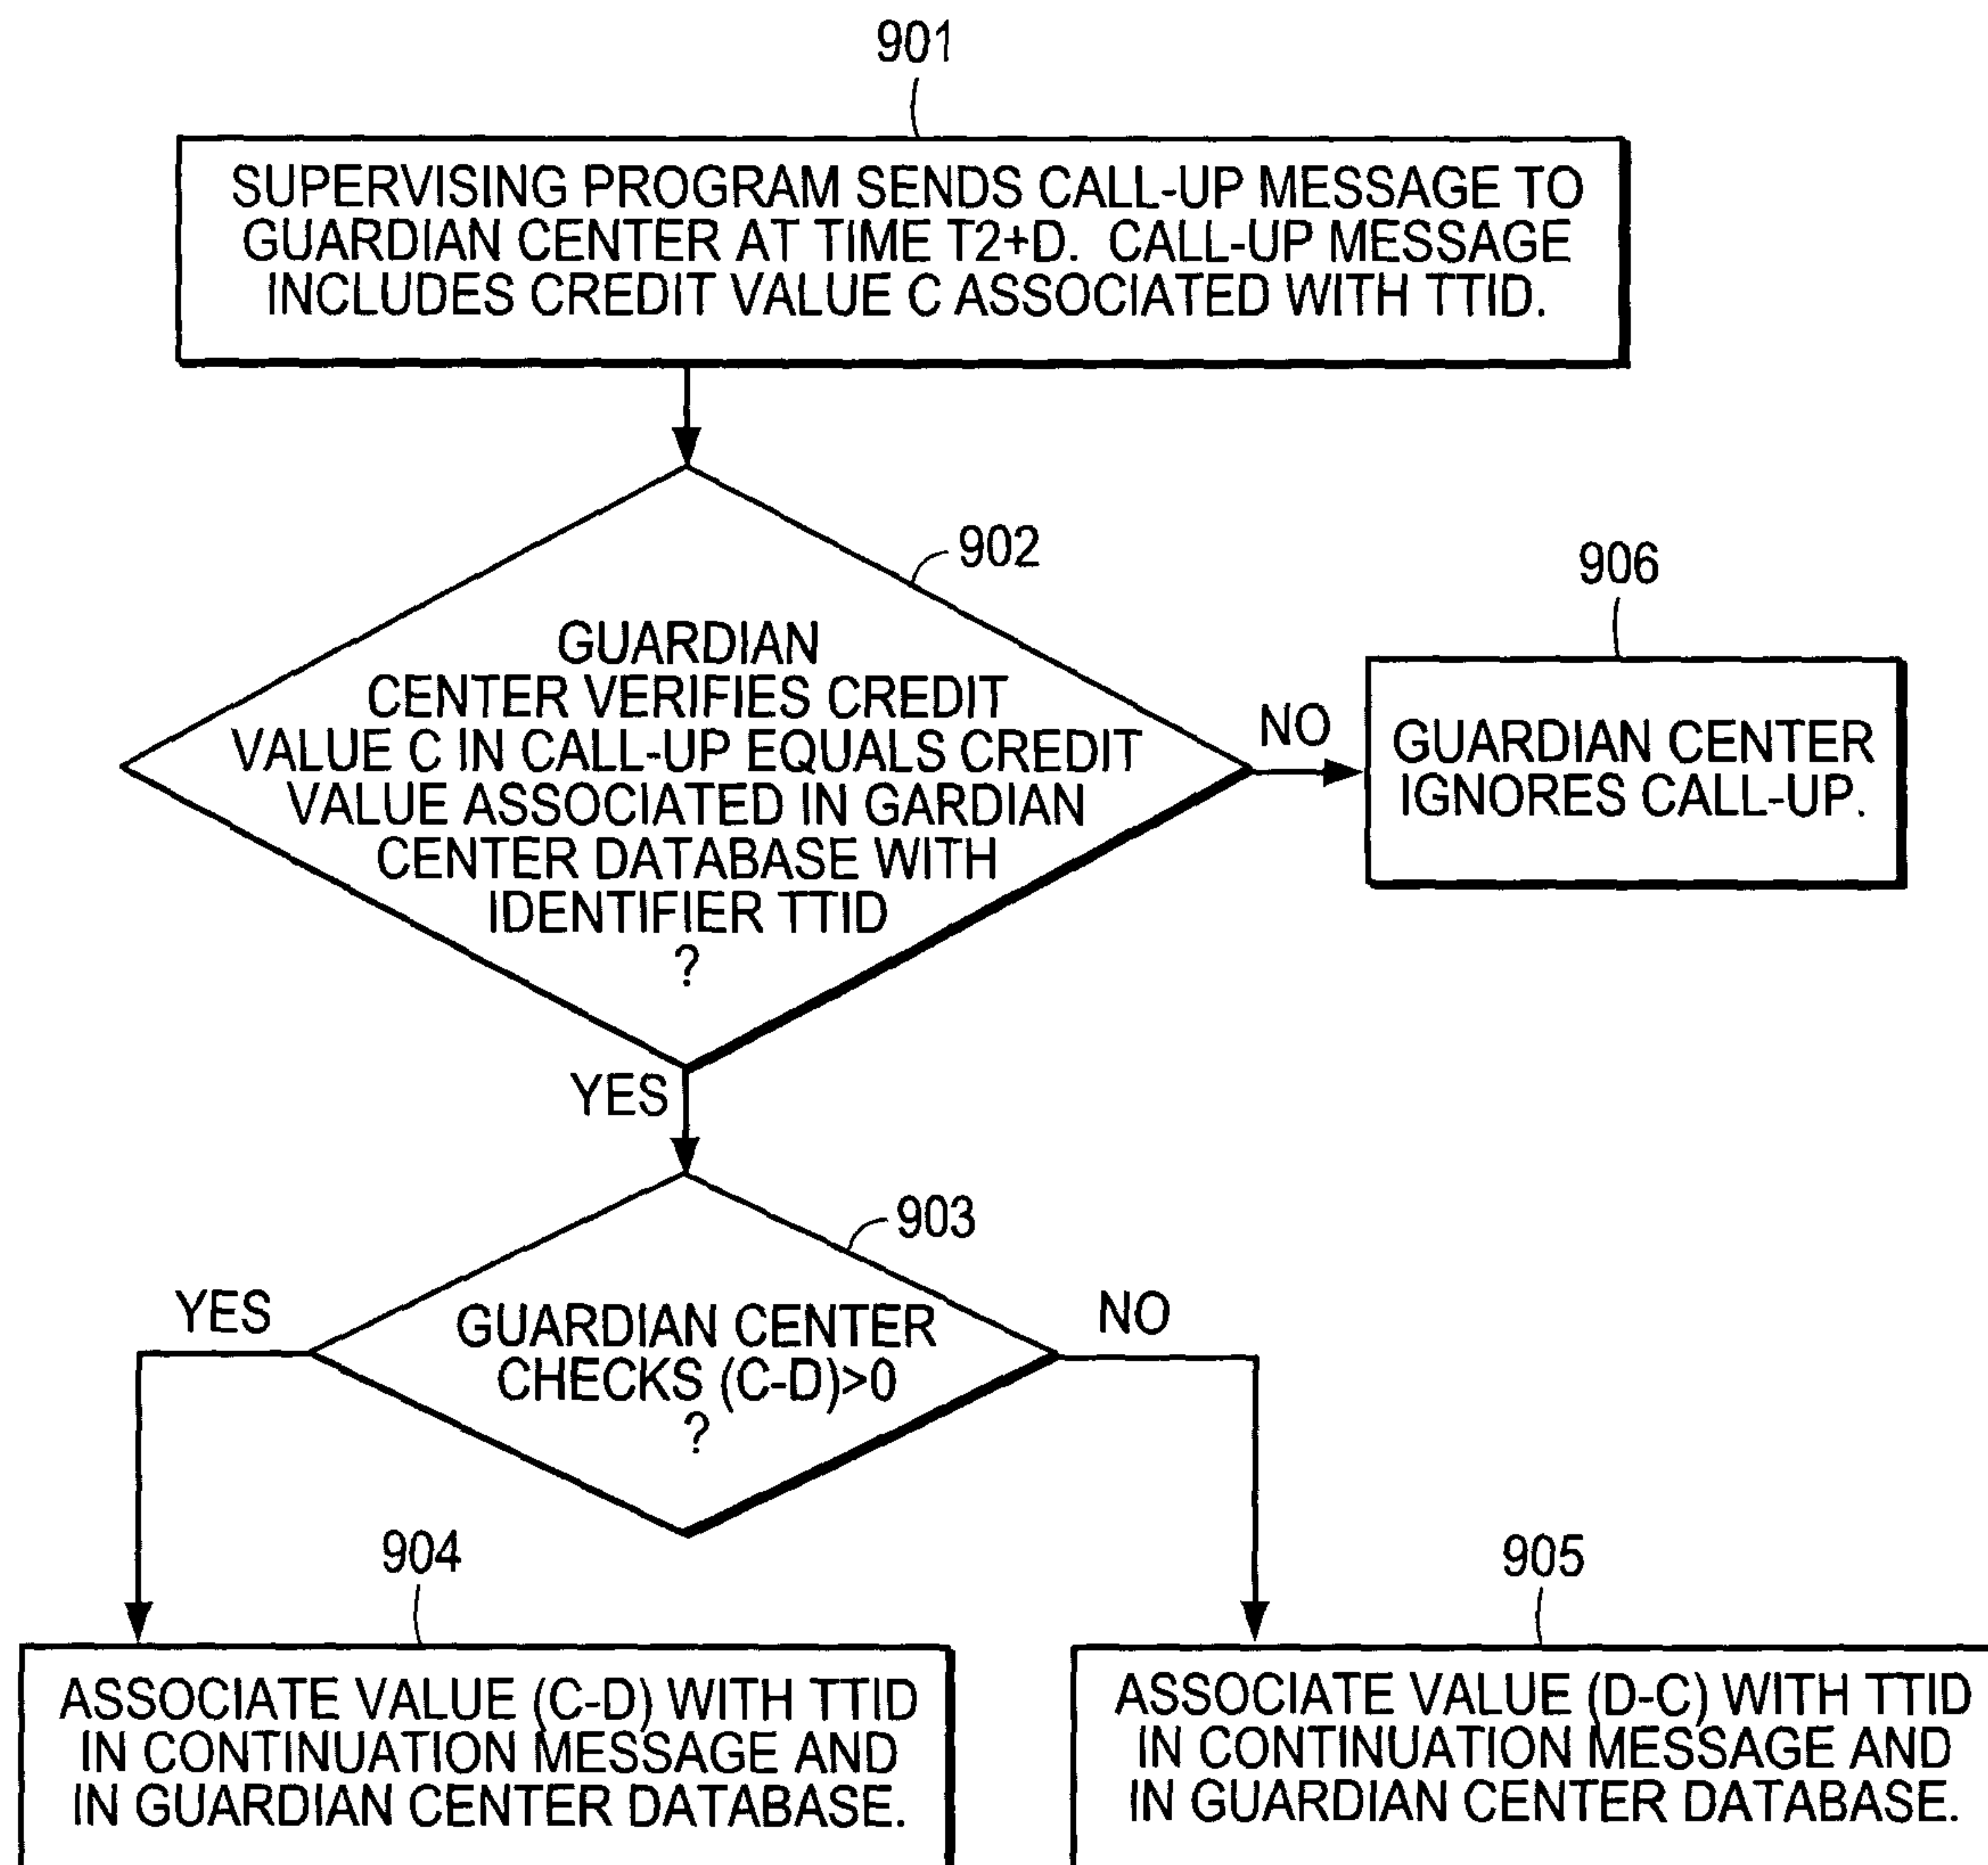 901
SUPERVISING PROGRAM SENDS CALL-UP MESSAGE TO
GUARDIAN CENTER AT TIME T2+D. CALL-UP MESSAGE
INCLUDES CREDIT VALUE C ASSOCIATED WITH TTID.
902
GUARDIAN
CENTER VERIFIES CREDIT
VALUE C IN CALL-UP EQUALS CREDIT
VALUE ASSOCIATED IN GARDIAN
CENTER DATABASE WITH
IDENTIFIER TTID
?
NO
906
GUARDIAN CENTER
IGNORES CALL-UP.
YES
903
GUARDIAN CENTER
CHECKS (C-D)>0
?
YES
NO
904
ASSOCIATE VALUE (C-D) WITH TTID
IN CONTINUATION MESSAGE AND
IN GUARDIAN CENTER DATABASE.
905
ASSOCIATE VALUE (D-C) WITH TTID
IN CONTINUATION MESSAGE AND
IN GUARDIAN CENTER DATABASE.